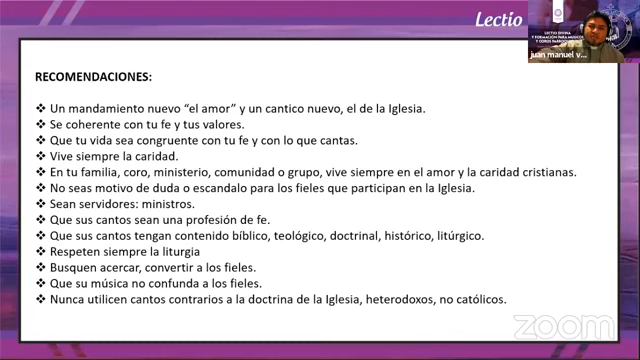 Lectio
LECTIO DIVINA
Y FORMACIÓN PARA MÚSICOS
juan manuel v...
RECOMENDACIONES:
❖ Un mandamiento nuevo “el amor” y un cantico nuevo, el de la Iglesia.
❖ Se coherente con tu fe y tus valores.
❖ Que tu vida sea congruente con tu fe y con lo que cantas.
❖ Vive siempre la caridad.
❖ En tu familia, coro, ministerio, comunidad o grupo, vive siempre en el amor y la caridad cristianas.
❖ No seas motivo de duda o escandalo para los fieles que participan en la Iglesia.
❖ Sean servidores: ministros.
❖ Que sus cantos sean una profesión de fe.
❖ Que sus cantos tengan contenido bíblico, teológico, doctrinal, histórico, litúrgico.
❖ Respeten siempre la liturgia
❖ Busquen acercar, convertir a los fieles.
❖ Que su música no confunda a los fieles.
❖ Nunca utilicen cantos contrarios a la doctrina de la Iglesia, heterodoxos, no católicos.
zoom